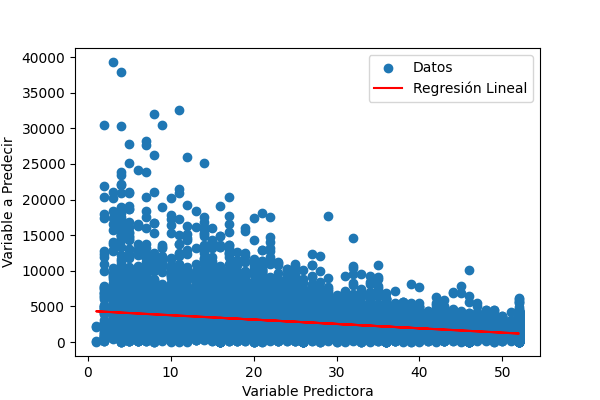 40000
35000
30000
25000
20000
15000
10000
5000
0
Variable a Predecir
Datos
Regresión Lineal
0 10 20 30 40 50
Variable Predictora